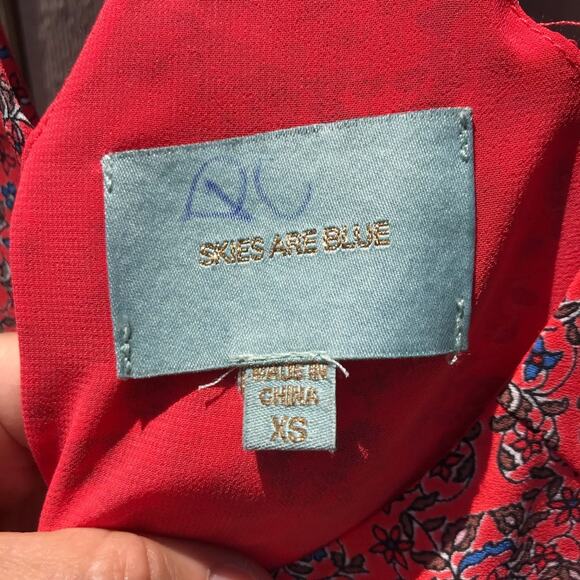 SKIES ARE BLUE
MADE IN
CHINA
XS